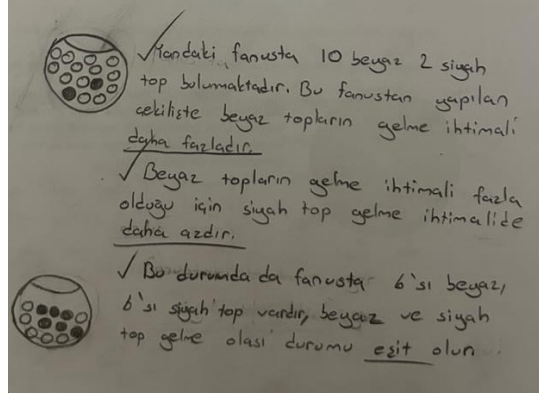 ✓ Yandaki fanusta 10 beyaz 2 siyah
top bulumaktadır. Bu fanustan yapılan
çekilişte beyaz topların gelme ihtimali
daha fazladır.
✓ Beyaz topların gelme ihtimali fazla
olduğu için siyah top gelme ihtimalide
daha azdır.
✓ Bu durumda da fanusta 6'sı beyaz,
6'sı siyah top vardır, beyaz ve siyah
top gelme olası durumu eşit olur